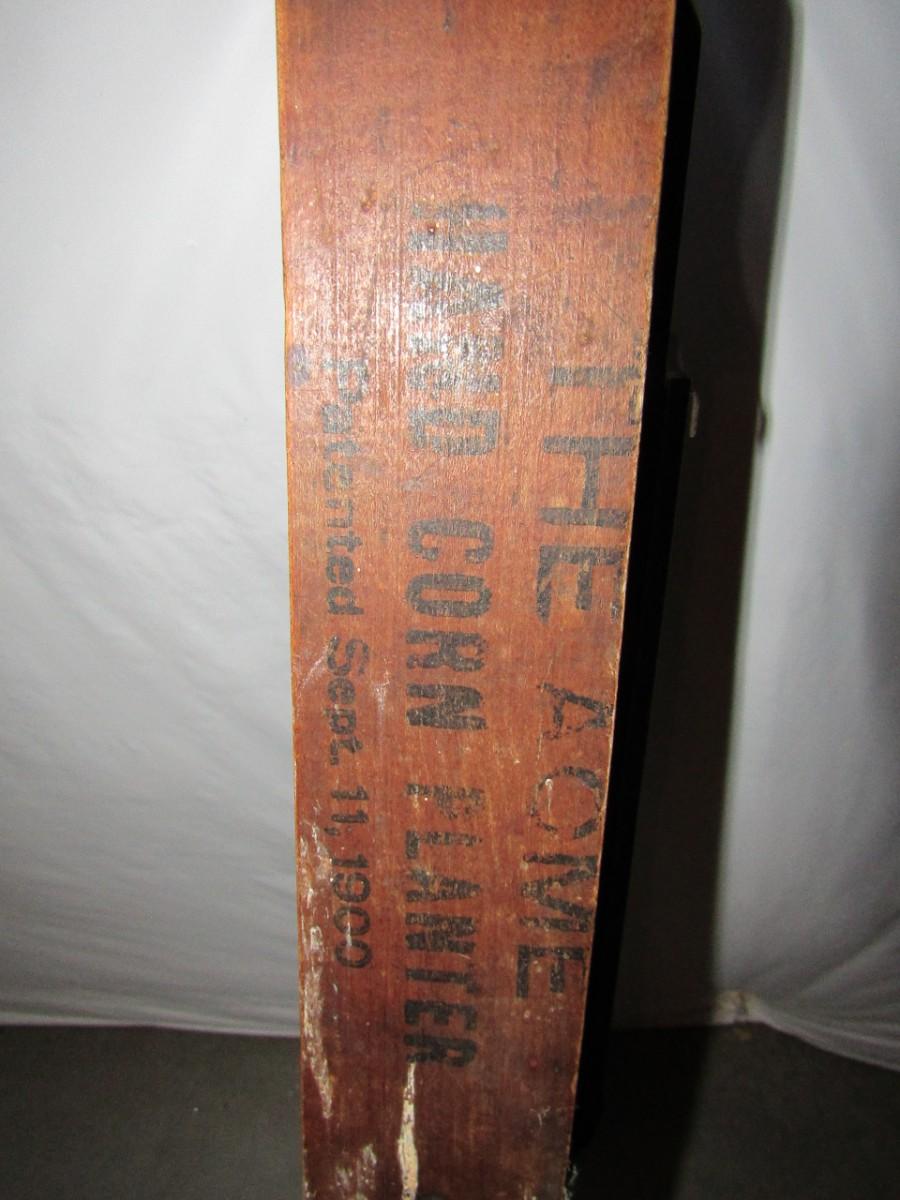 THE ACME
HAND CORN PLANTER
Patented Sept. 11, 1900